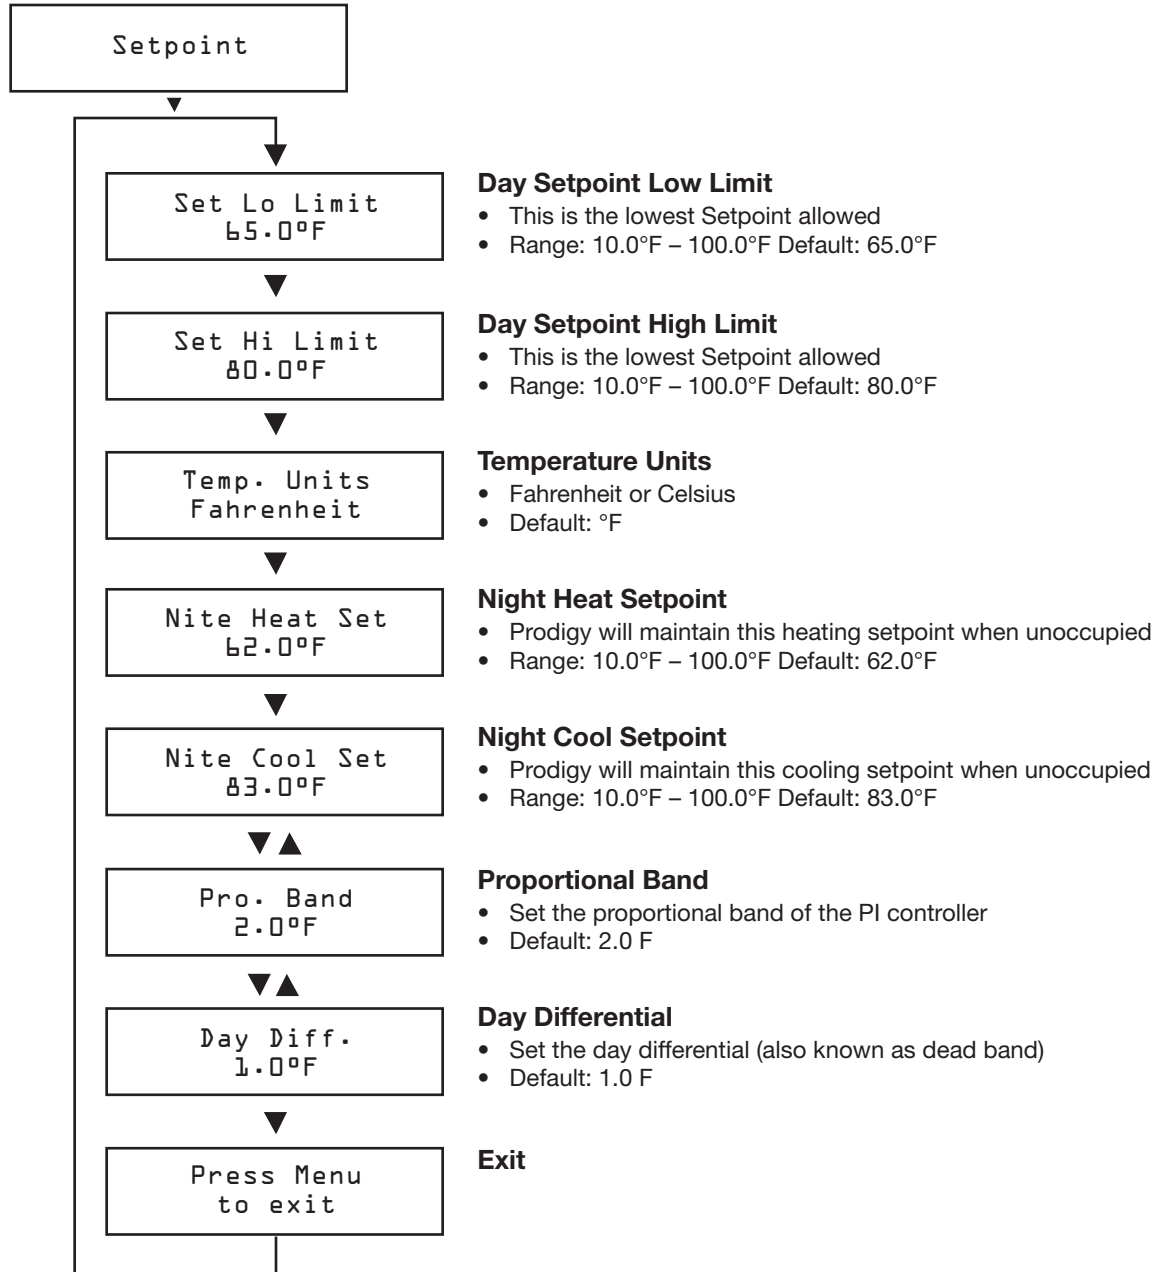 Setpoint
Set Lo Limit
65.0°F
Day Setpoint Low Limit
• This is the lowest Setpoint allowed
• Range: 10.0°F – 100.0°F Default: 65.0°F
Set Hi Limit
80.0°F
Day Setpoint High Limit
• This is the lowest Setpoint allowed
• Range: 10.0°F – 100.0°F Default: 80.0°F
Temp. Units
Fahrenheit
Temperature Units
• Fahrenheit or Celsius
• Default: °F
Nite Heat Set
62.0°F
Night Heat Setpoint
• Prodigy will maintain this heating setpoint when unoccupied
• Range: 10.0°F – 100.0°F Default: 62.0°F
Nite Cool Set
83.0°F
Night Cool Setpoint
• Prodigy will maintain this cooling setpoint when unoccupied
• Range: 10.0°F – 100.0°F Default: 83.0°F
Pro. Band
2.0°F
Proportional Band
• Set the proportional band of the PI controller
• Default: 2.0 F
Day Diff.
1.0°F
Day Differential
• Set the day differential (also known as dead band)
• Default: 1.0 F
Press Menu
to exit
Exit